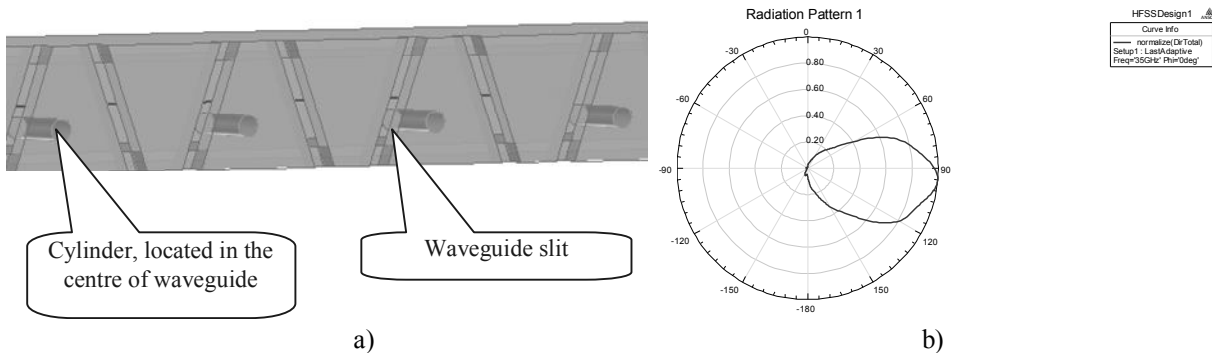 Cylinder, located in the
centre of waveguide
Waveguide slit
a)
Radiation Pattern 1
0
30
60
90
120
150
-180
-150
-120
-90
-60
-30
0.80
0.60
0.40
0.20
HFSSDesign1
Curve Info
normalize(DirTotal)
Setup1 : LastAdaptive
Freq='35GHz' Phi='0deg'
b)